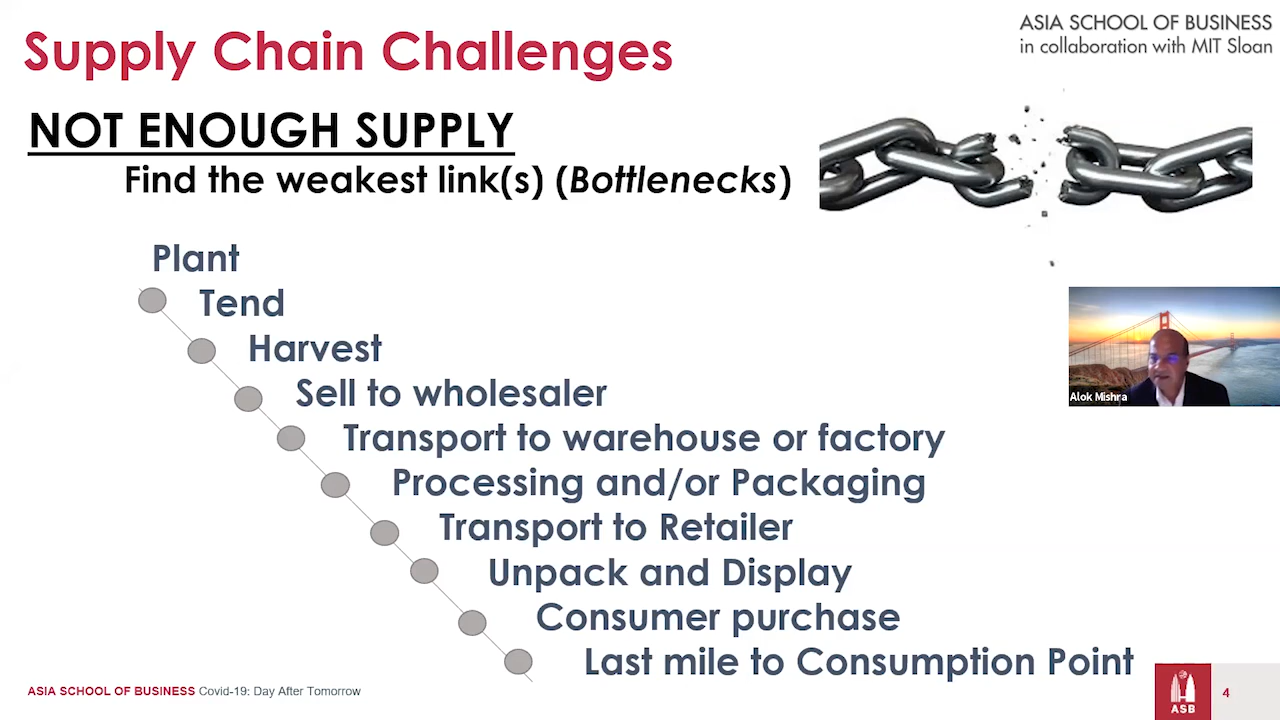 Supply Chain Challenges
ASIA SCHOOL OF BUSINESS
in collaboration with MIT Sloan
NOT ENOUGH SUPPLY
Find the weakest link(s) (Bottlenecks)
Plant
Tend
Harvest
Sell to wholesaler
Transport to warehouse or factory
Processing and/or Packaging
Transport to Retailer
Unpack and Display
Consumer purchase
Last mile to Consumption Point
Alok Mishra
ASIA SCHOOL OF BUSINESS Covid-19: Day After Tomorrow
ASB
4